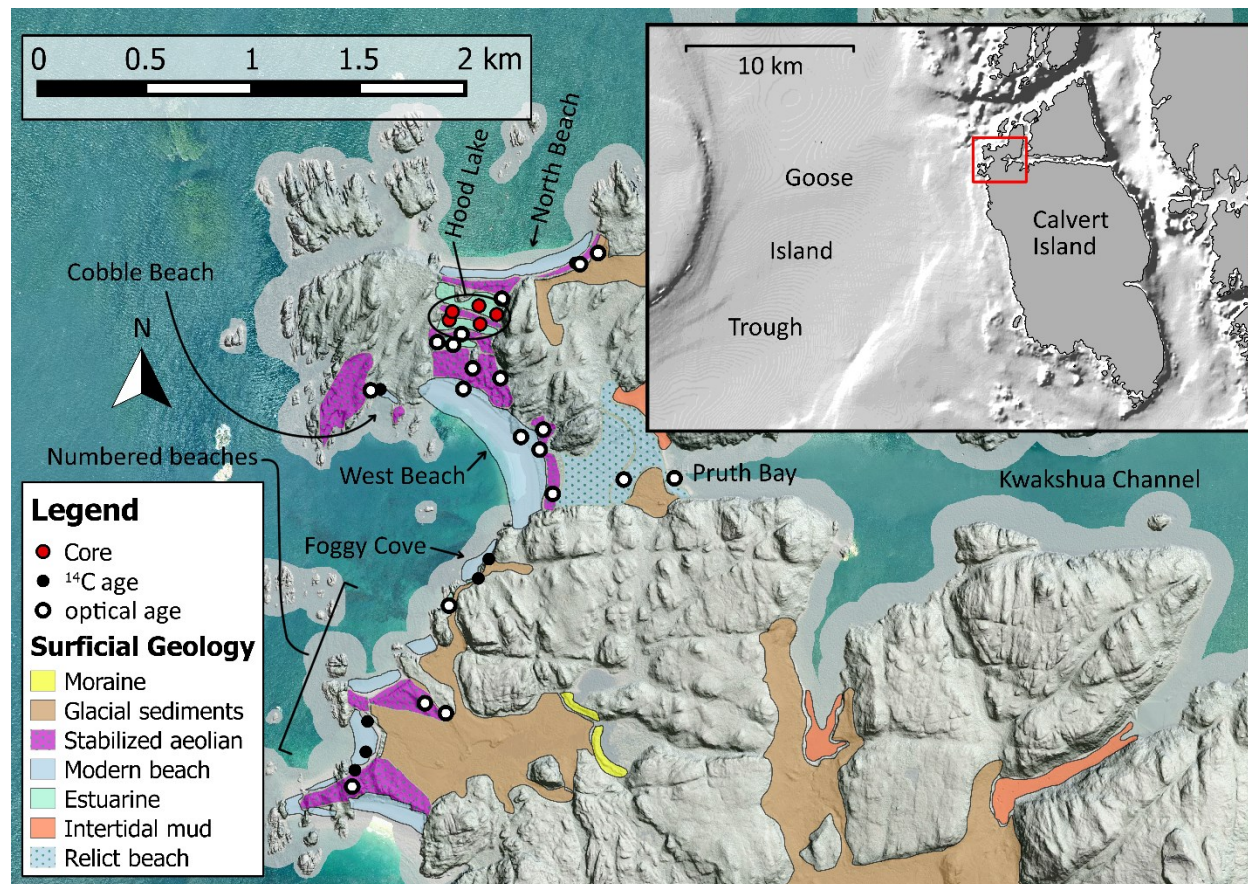 0 0.5 1 1.5 2 km
10 km
Goose
Island
Trough
Calvert
Island
North Beach
Hood Lake
Cobble Beach
N
Numbered beaches
West Beach
Pruth Bay
Kwakshua Channel
Foggy Cove
Legend
Core
¹⁴C age
optical age
Surficial Geology
Moraine
Glacial sediments
Stabilized aeolian
Modern beach
Estuarine
Intertidal mud
Relict beach